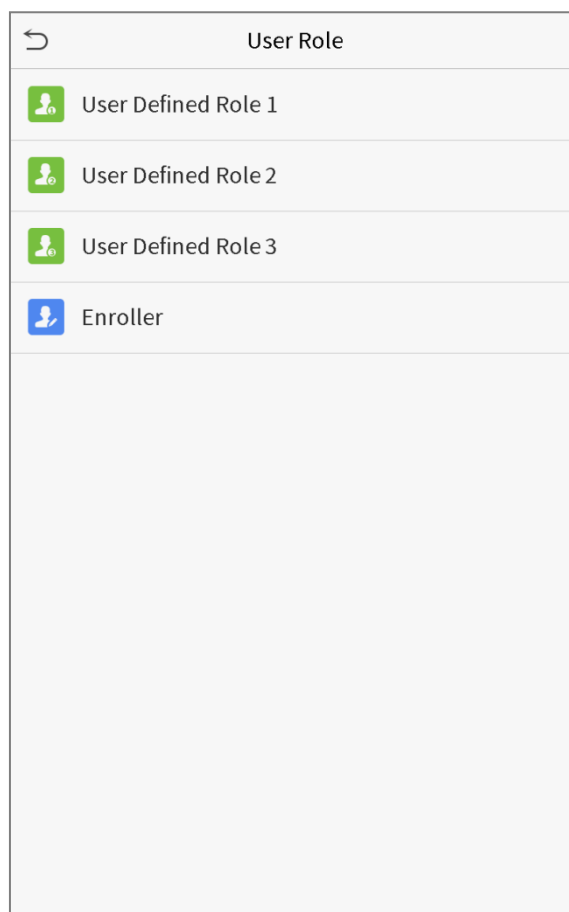 User Role
User Defined Role 1
User Defined Role 2
User Defined Role 3
Enroller